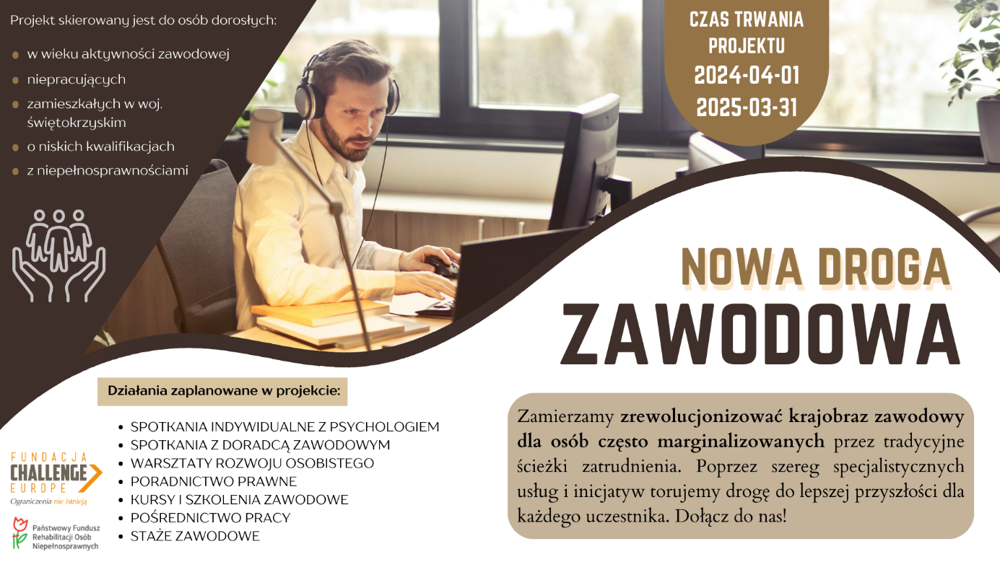 Projekt skierowany jest do osób dorosłych:
w wieku aktywności zawodowej
niepracujących
zamieszkałych w woj.
świętokrzyskim
o niskich kwalifikacjach
z niepełnosprawnościami
CZAS TRWANIA
PROJEKTU
2024-04-01
2025-03-31
NOWA DROGA
ZAWODOWA
Działania zaplanowane w projekcie:
SPOTKANIA INDYWIDUALNE Z PSYCHOLOGIEM
SPOTKANIA Z DORADCĄ ZAWODOWYM
WARSZTATY ROZWOJU OSOBISTEGO
PORADNICTWO PRAWNE
KURSY I SZKOLENIA ZAWODOWE
POŚREDNICTWO PRACY
STAŻE ZAWODOWE
Zamierzamy zrewolucjonizować krajobraz zawodowy
dla osób często marginalizowanych przez tradycyjne
ścieżki zatrudnienia. Poprzez szereg specjalistycznych
usług i inicjatyw torujemy drogę do lepszej przyszłości dla
każdego uczestnika. Dołącz do nas!
FUNDACJA
CHALLENGE
EUROPE
Ograniczenia nie istnieją
Państwowy Fundusz
Rehabilitacji Osób
Niepełnosprawnych